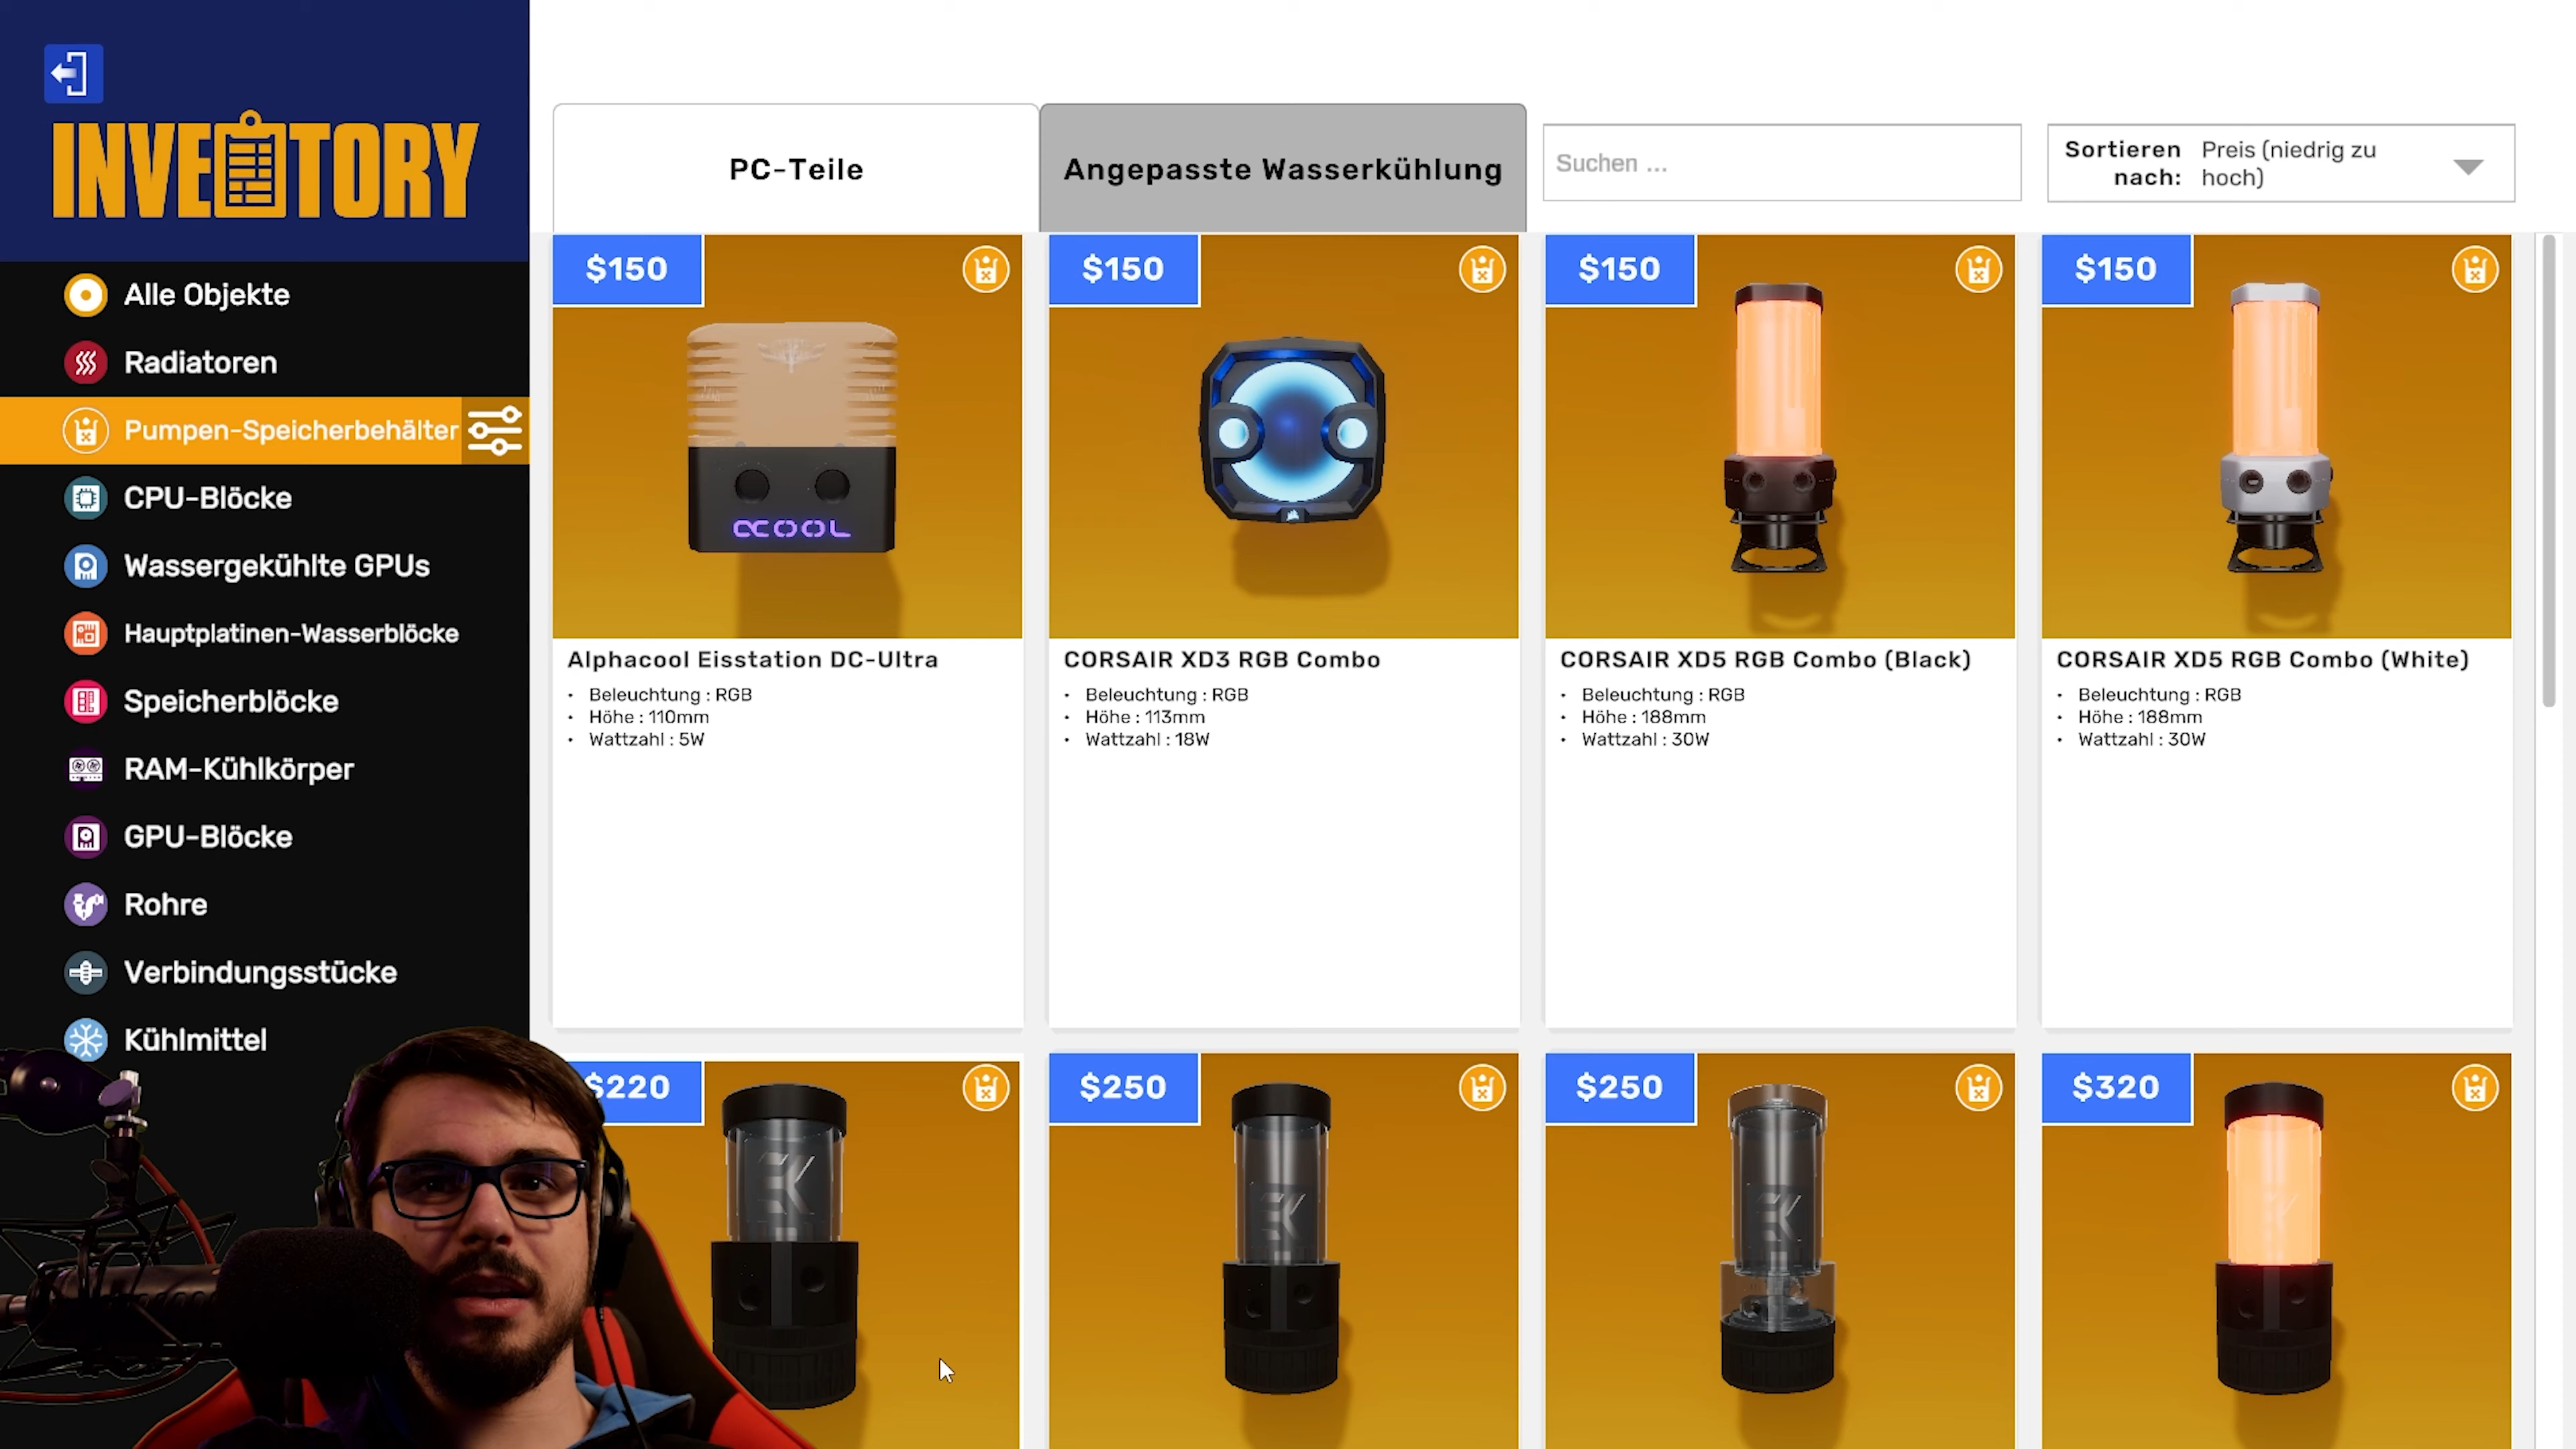 INVENTORY
PC-Teile
Angepasste Wasserkühlung
Suchen ...
Sortieren nach:
Preis (niedrig zu hoch)
Alle Objekte
Radiatoren
Pumpen-Speicherbehälter
CPU-Blöcke
Wassergekühlte GPUs
Hauptplatinen-Wasserblöcke
Speicherblöcke
RAM-Kühlkörper
GPU-Blöcke
Rohre
Verbindungsstücke
Kühlmittel
$150
ACOOL
Alphacool Eisstation DC-Ultra
• Beleuchtung : RGB
• Höhe : 110mm
• Wattzahl : 5W
$150
CORSAIR XD3 RGB Combo
• Beleuchtung : RGB
• Höhe : 113mm
• Wattzahl : 18W
$150
CORSAIR XD5 RGB Combo (Black)
• Beleuchtung : RGB
• Höhe : 188mm
• Wattzahl : 30W
$150
CORSAIR XD5 RGB Combo (White)
• Beleuchtung : RGB
• Höhe : 188mm
• Wattzahl : 30W
$220
EK
$250
EK
$250
EK
$320